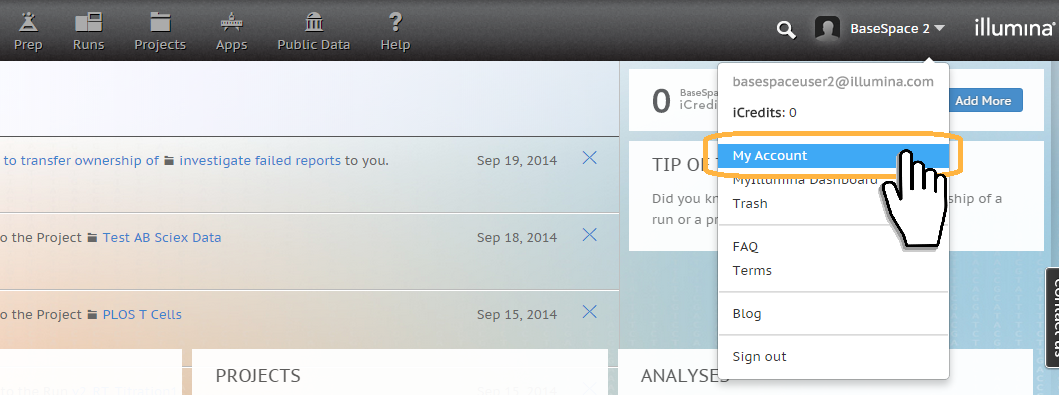 Prep Runs Projects Apps Public Data Help BaseSpace 2 illumina
basespaceuser2@illumina.com
iCredits: 0
My Account
MyIllumina Dashboard
Trash
FAQ
Terms
Blog
Sign out
0
iCredi
Add More
TIP OF
Did you kn ship of a
run or a pr
to transfer ownership of investigate failed reports to you. Sep 19, 2014
o the Project Test AB Sciex Data Sep 18, 2014
o the Project PLOS T Cells Sep 15, 2014
PROJECTS
ANALYSES
contact us